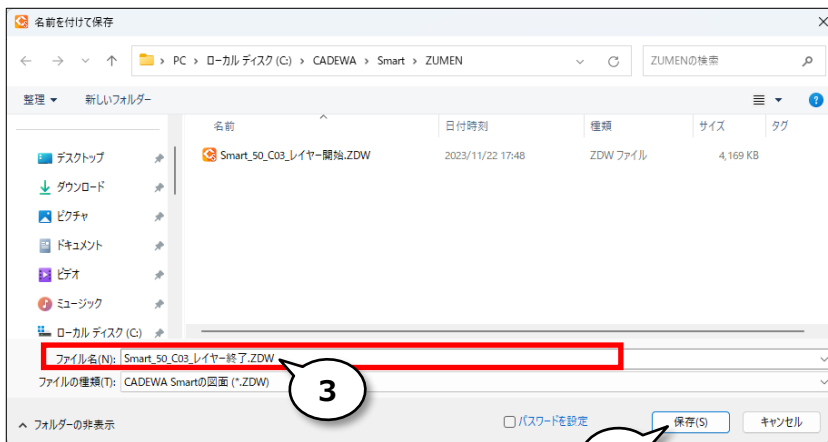 名前を付けて保存
PC › ローカル ディスク (C:) › CADEWA › Smart › ZUMEN
ZUMENの検索
整理 新しいフォルダー
名前 日付時刻 種類 サイズ タグ
Smart_50_C03_レイヤー開始.ZDW 2023/11/22 17:48 ZDW ファイル 4,169 KB
デスクトップ
ダウンロード
ピクチャ
ドキュメント
ビデオ
ミュージック
ローカル ディスク (C:)
ファイル名(N): Smart_50_C03_レイヤー終了.ZDW
ファイルの種類(T): CADEWA Smartの図面 (*.ZDW)
3
フォルダーの非表示 パスワードを設定 保存(S) キャンセル